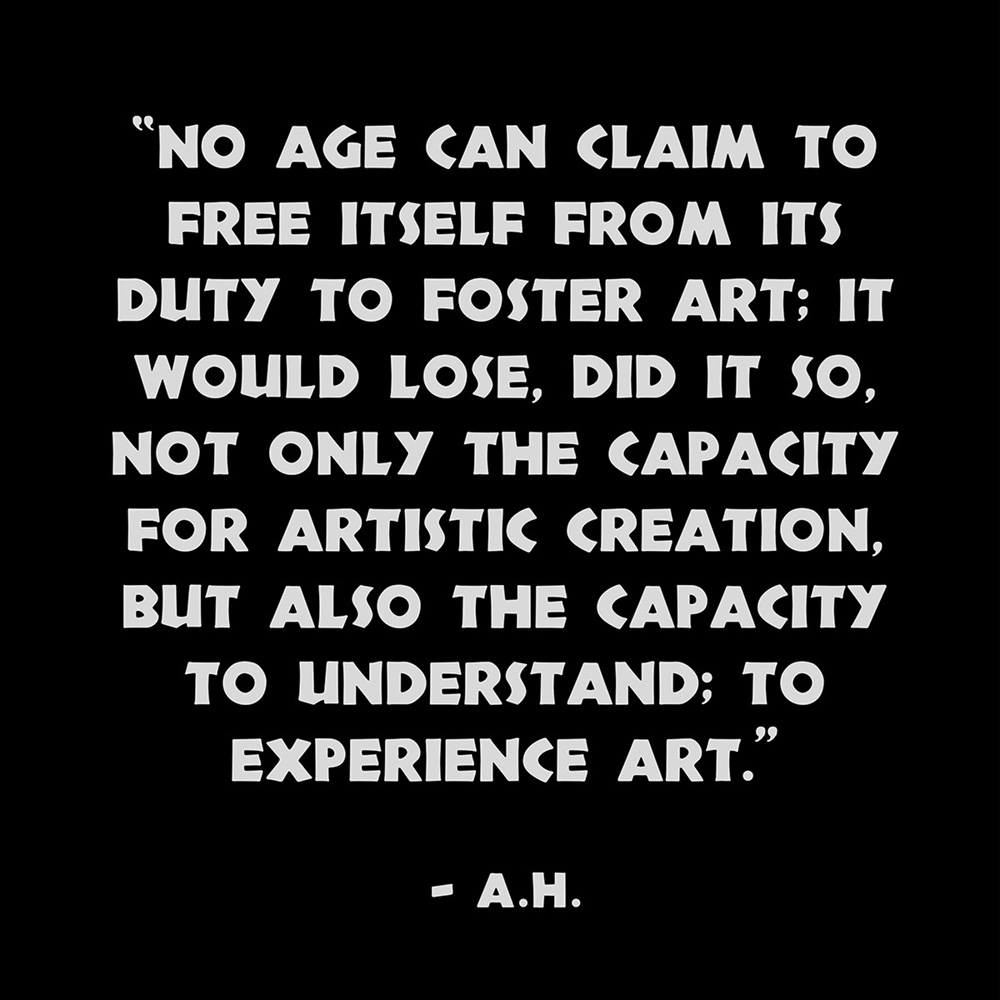 “NO AGE CAN CLAIM TO
FREE ITSELF FROM ITS
DUTY TO FOSTER ART; IT
WOULD LOSE, DID IT SO,
NOT ONLY THE CAPACITY
FOR ARTISTIC CREATION,
BUT ALSO THE CAPACITY
TO UNDERSTAND; TO
EXPERIENCE ART.”
- A.H.